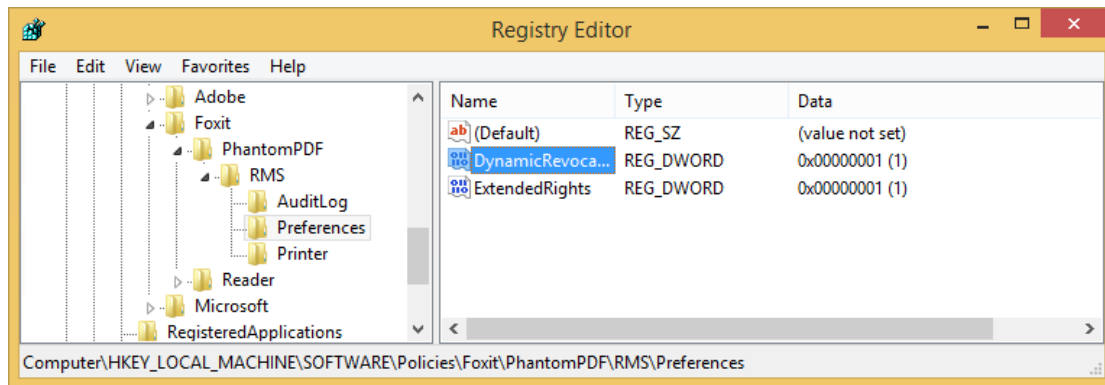 Registry Editor
File Edit View Favorites Help
Adobe
Foxit
PhantomPDF
RMS
AuditLog
Preferences
Printer
Reader
Microsoft
RegisteredApplications
Name Type Data
(Default) REG_SZ (value not set)
DynamicRevoca... REG_DWORD 0x00000001 (1)
ExtendedRights REG_DWORD 0x00000001 (1)
Computer\HKEY_LOCAL_MACHINE\SOFTWARE\Policies\Foxit\PhantomPDF\RMS\Preferences